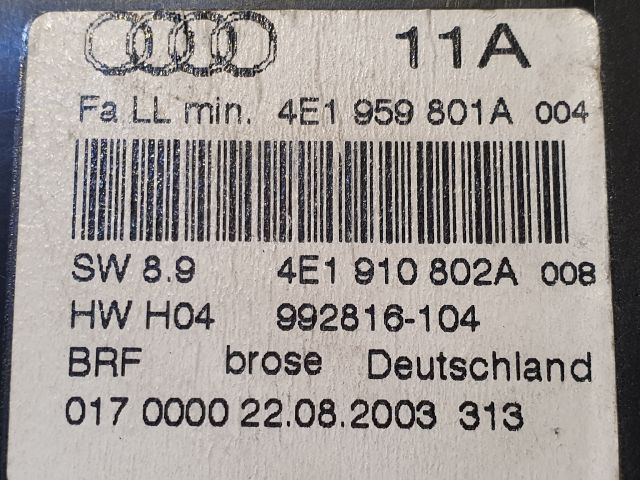 11A
Fa LL min. 4E1 959 801A 004
SW 8.9 4E1 910 802A 008
HW H04 992816-104
BRF brose Deutschland
017 0000 22.08.2003 313